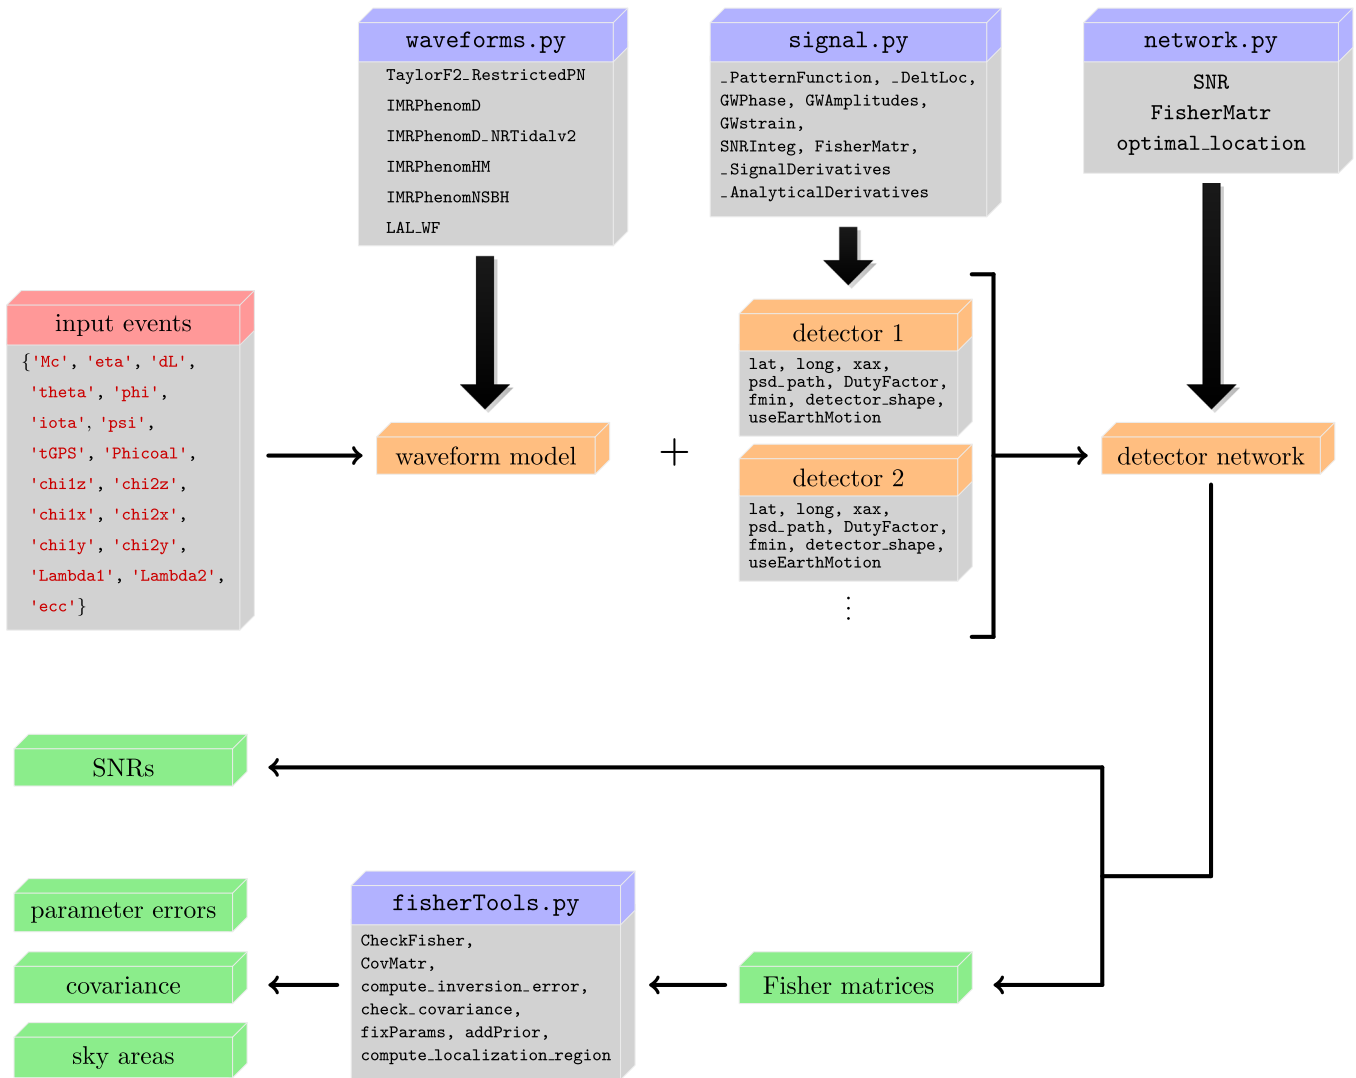 waveforms.py
TaylorF2_RestrictedPN
IMRPhenomD
IMRPhenomD_NRTidalv2
IMRPhenomHM
IMRPhenomNSBH
LAL_WF
signal.py
_PatternFunction, _DeltLoc,
GWPhase, GWAmplitudes,
GWstrain,
SNRInteg, FisherMatr,
_SignalDerivatives
_AnalyticalDerivatives
network.py
SNR
FisherMatr
optimal_location
input events
{'Mc', 'eta', 'dL',
'theta', 'phi',
'iota', 'psi',
'tGPS', 'Phicoal',
'chi1z', 'chi2z',
'chi1x', 'chi2x',
'chi1y', 'chi2y',
'Lambda1', 'Lambda2',
'ecc'}
waveform model
+
detector 1
lat, long, xax,
psd_path, DutyFactor,
fmin, detector_shape,
useEarthMotion
detector 2
lat, long, xax,
psd_path, DutyFactor,
fmin, detector_shape,
useEarthMotion
⋮
detector network
SNRs
parameter errors
covariance
sky areas
fisherTools.py
CheckFisher,
CovMatr,
compute_inversion_error,
check_covariance,
fixParams, addPrior,
compute_localization_region
Fisher matrices